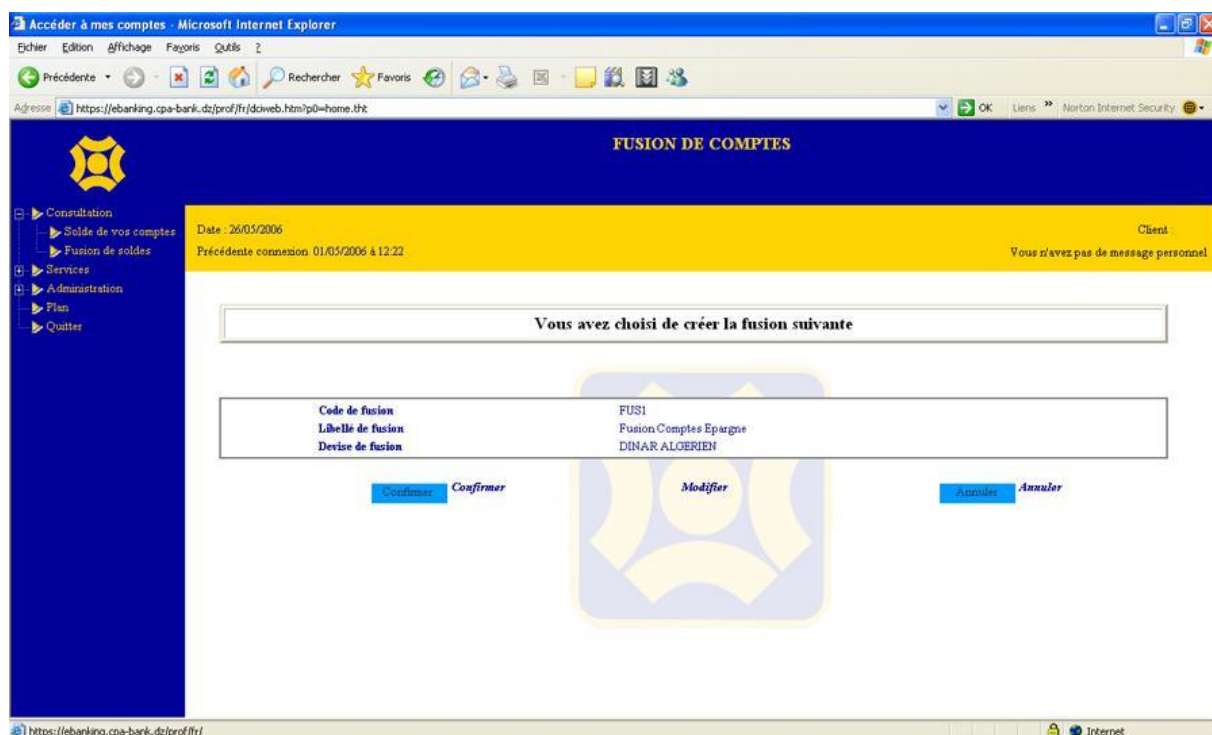 Accéder à mes comptes - Microsoft Internet Explorer
Fichier Edition Affichage Favoris Outils ?
Précédente Rechercher Favoris
Adresse https://ebanking.cpa-bank.dz/prof/fr/dciweb.htm?p0=home.tht OK Liens » Norton Internet Security
FUSION DE COMPTES
Consultation
Solde de vos comptes
Fusion de soldes
Services
Administration
Plan
Quitter
Date : 26/05/2006 Client :
Précédente connexion 01/05/2006 à 12:22 Vous n'avez pas de message personnel
Vous avez choisi de créer la fusion suivante
Code de fusion FUS1
Libellé de fusion Fusion Comptes Epargne
Devise de fusion DINAR ALGERIEN
Confirmer Confirmer Modifier Annuler Annuler
https://ebanking.cpa-bank.dz/prof/fr/ Internet